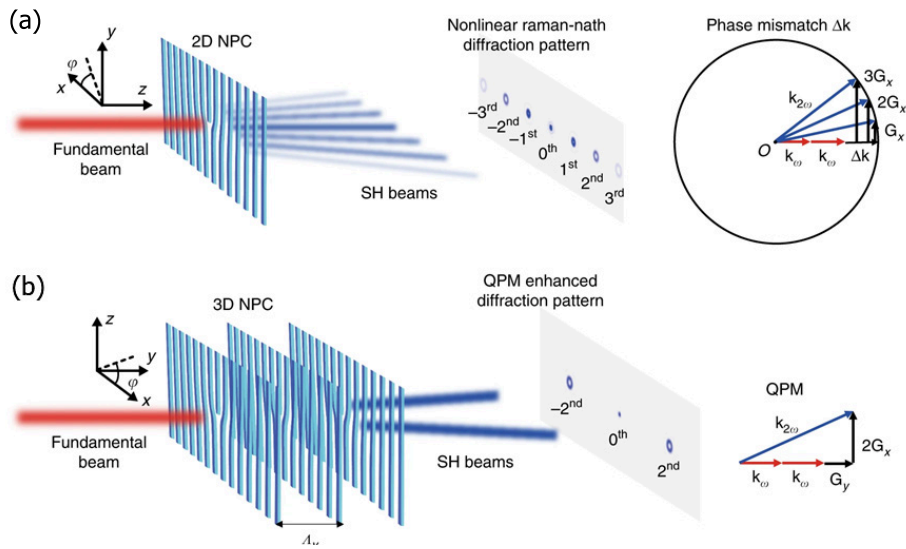 (a)
2D NPC
Nonlinear raman-nath
diffraction pattern
Phase mismatch Δk
y
φ
x
z
Fundamental
beam
SH beams
−3rd
−2nd
−1st
0th
1st
2nd
3rd
3Gx
2Gx
Gx
k2ω
O
kω
kω
Δk
(b)
3D NPC
QPM enhanced
diffraction pattern
z
y
φ
x
Fundamental
beam
SH beams
Λy
−2nd
0th
2nd
QPM
k2ω
2Gx
kω
kω
Gy